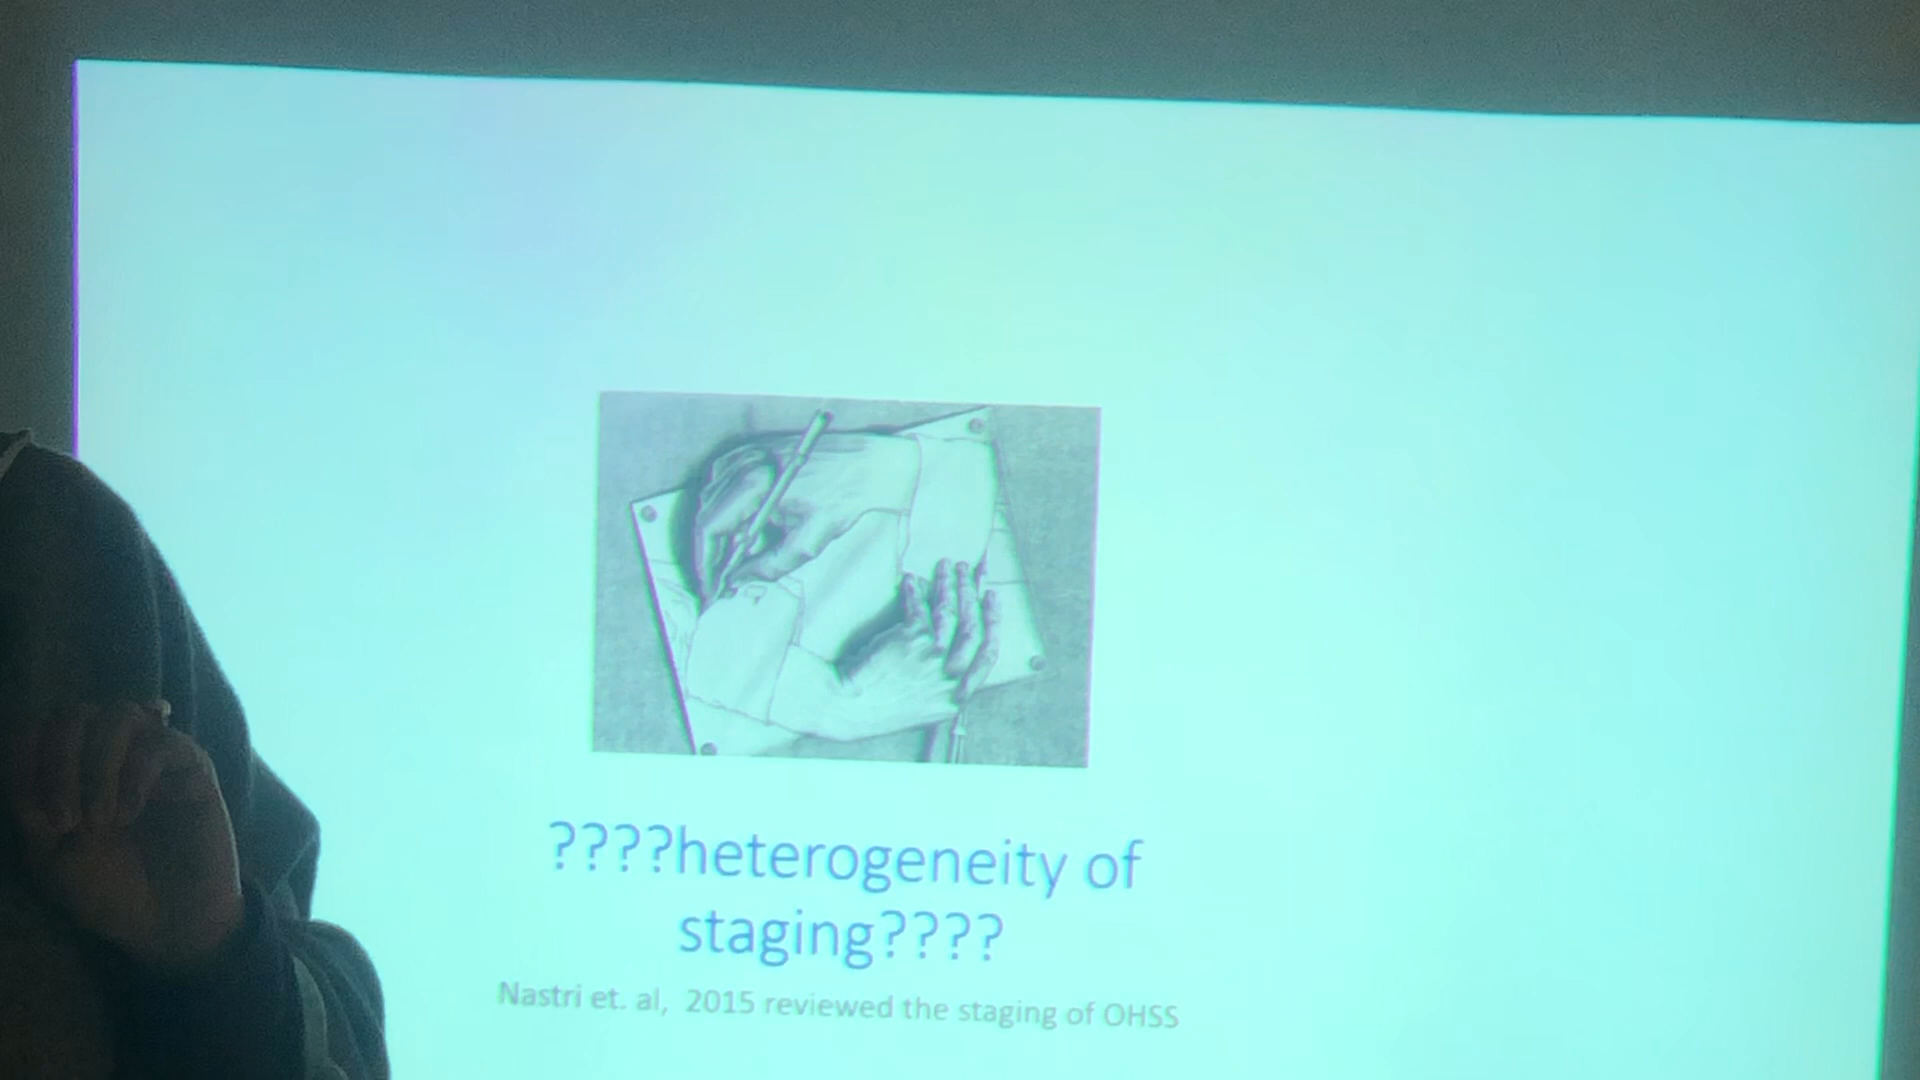 ????heterogeneity of
staging????
Nastri et. al, 2015 reviewed the staging of OHSS